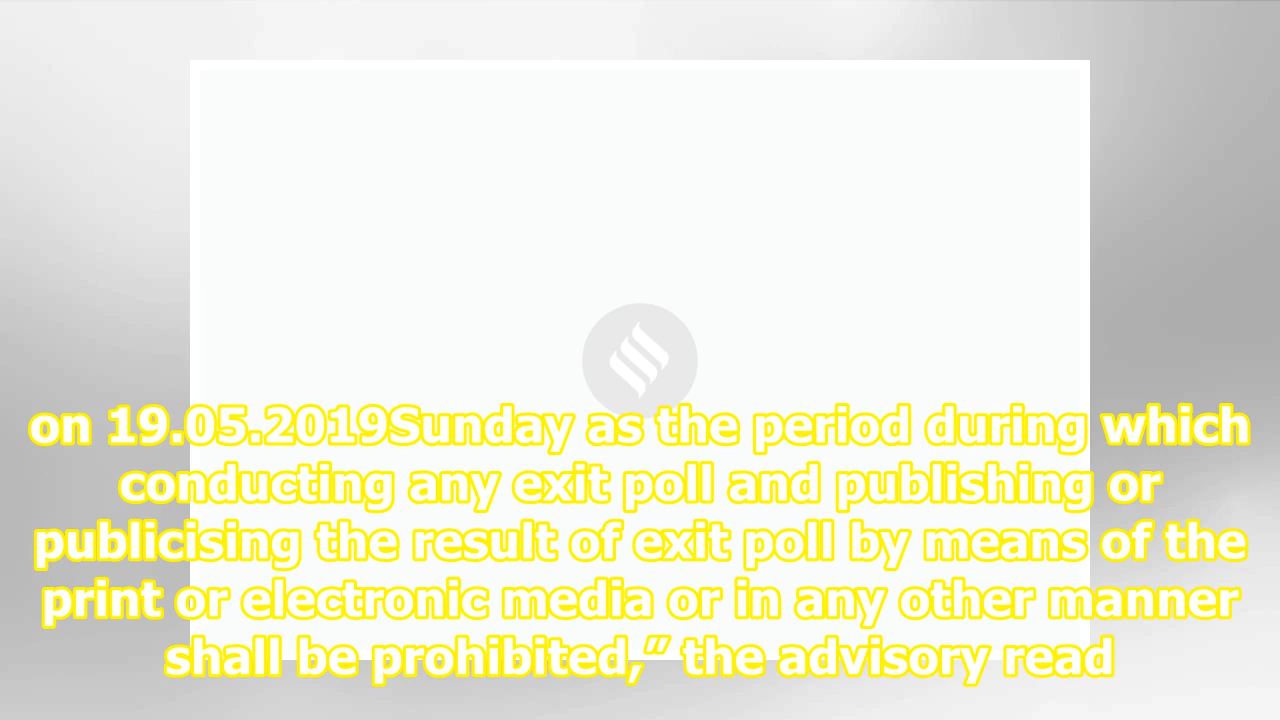 on 19.05.2019Sunday as the period during which
conducting any exit poll and publishing or
publicising the result of exit poll by means of the
print or electronic media or in any other manner
shall be prohibited,” the advisory read